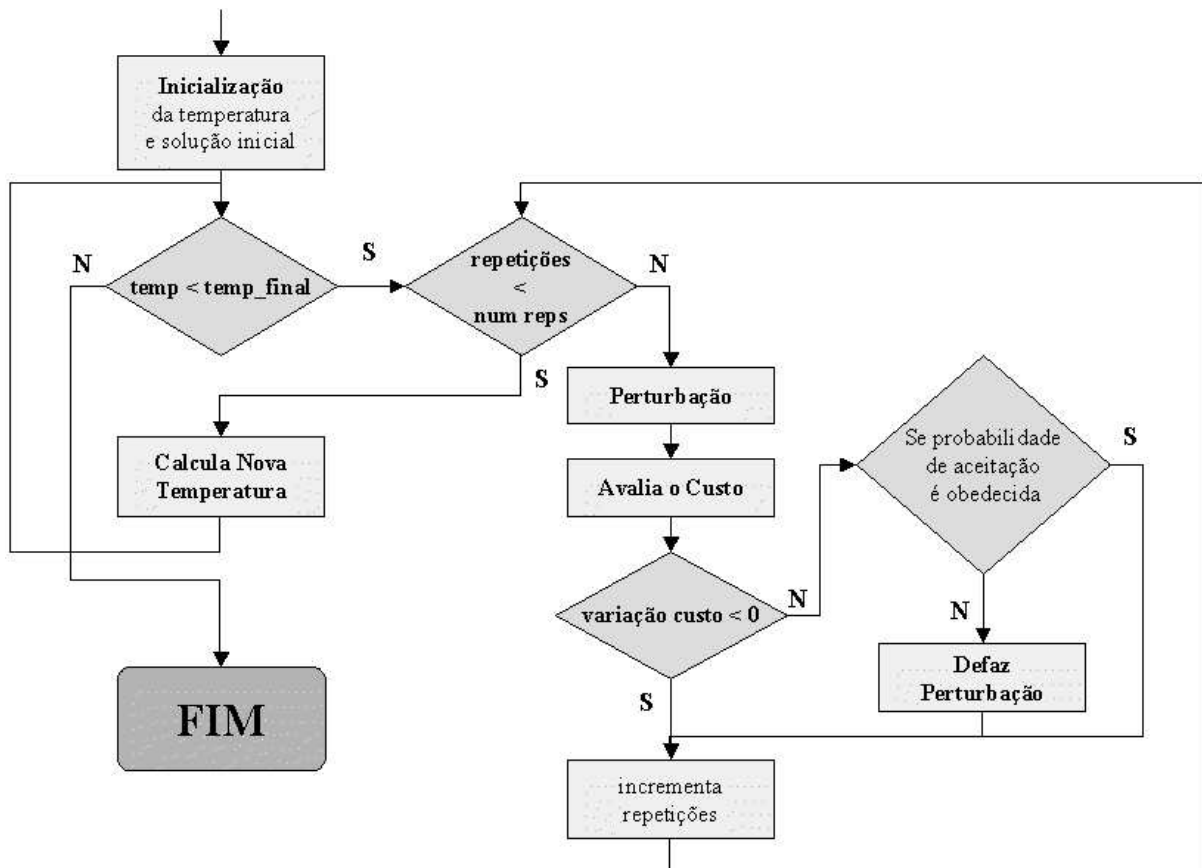 Inicialização
da temperatura
e solução inicial
N
temp < temp_final
S
repetições
<
num reps
N
S
Calcula Nova
Temperatura
Perturbação
Avalia o Custo
variação custo < 0
N
S
Se probabilidade
de aceitação
é obedecida
S
N
Defaz
Perturbação
incrementa
repetições
FIM